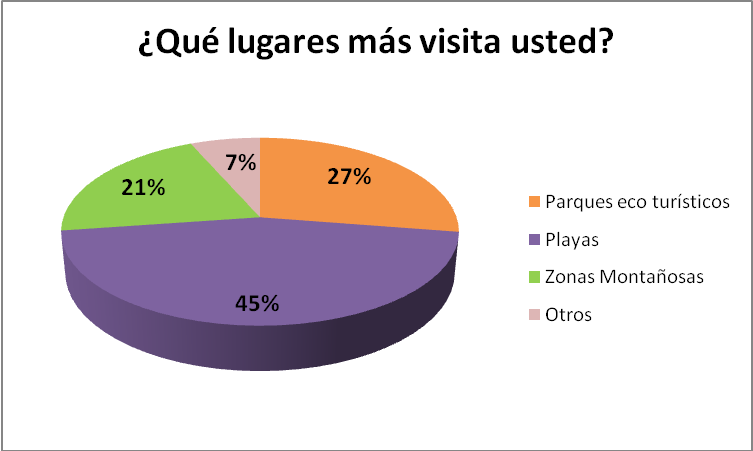 ¿Qué lugares más visita usted?
7%
27%
21%
45%
Parques eco turísticos
Playas
Zonas Montañosas
Otros